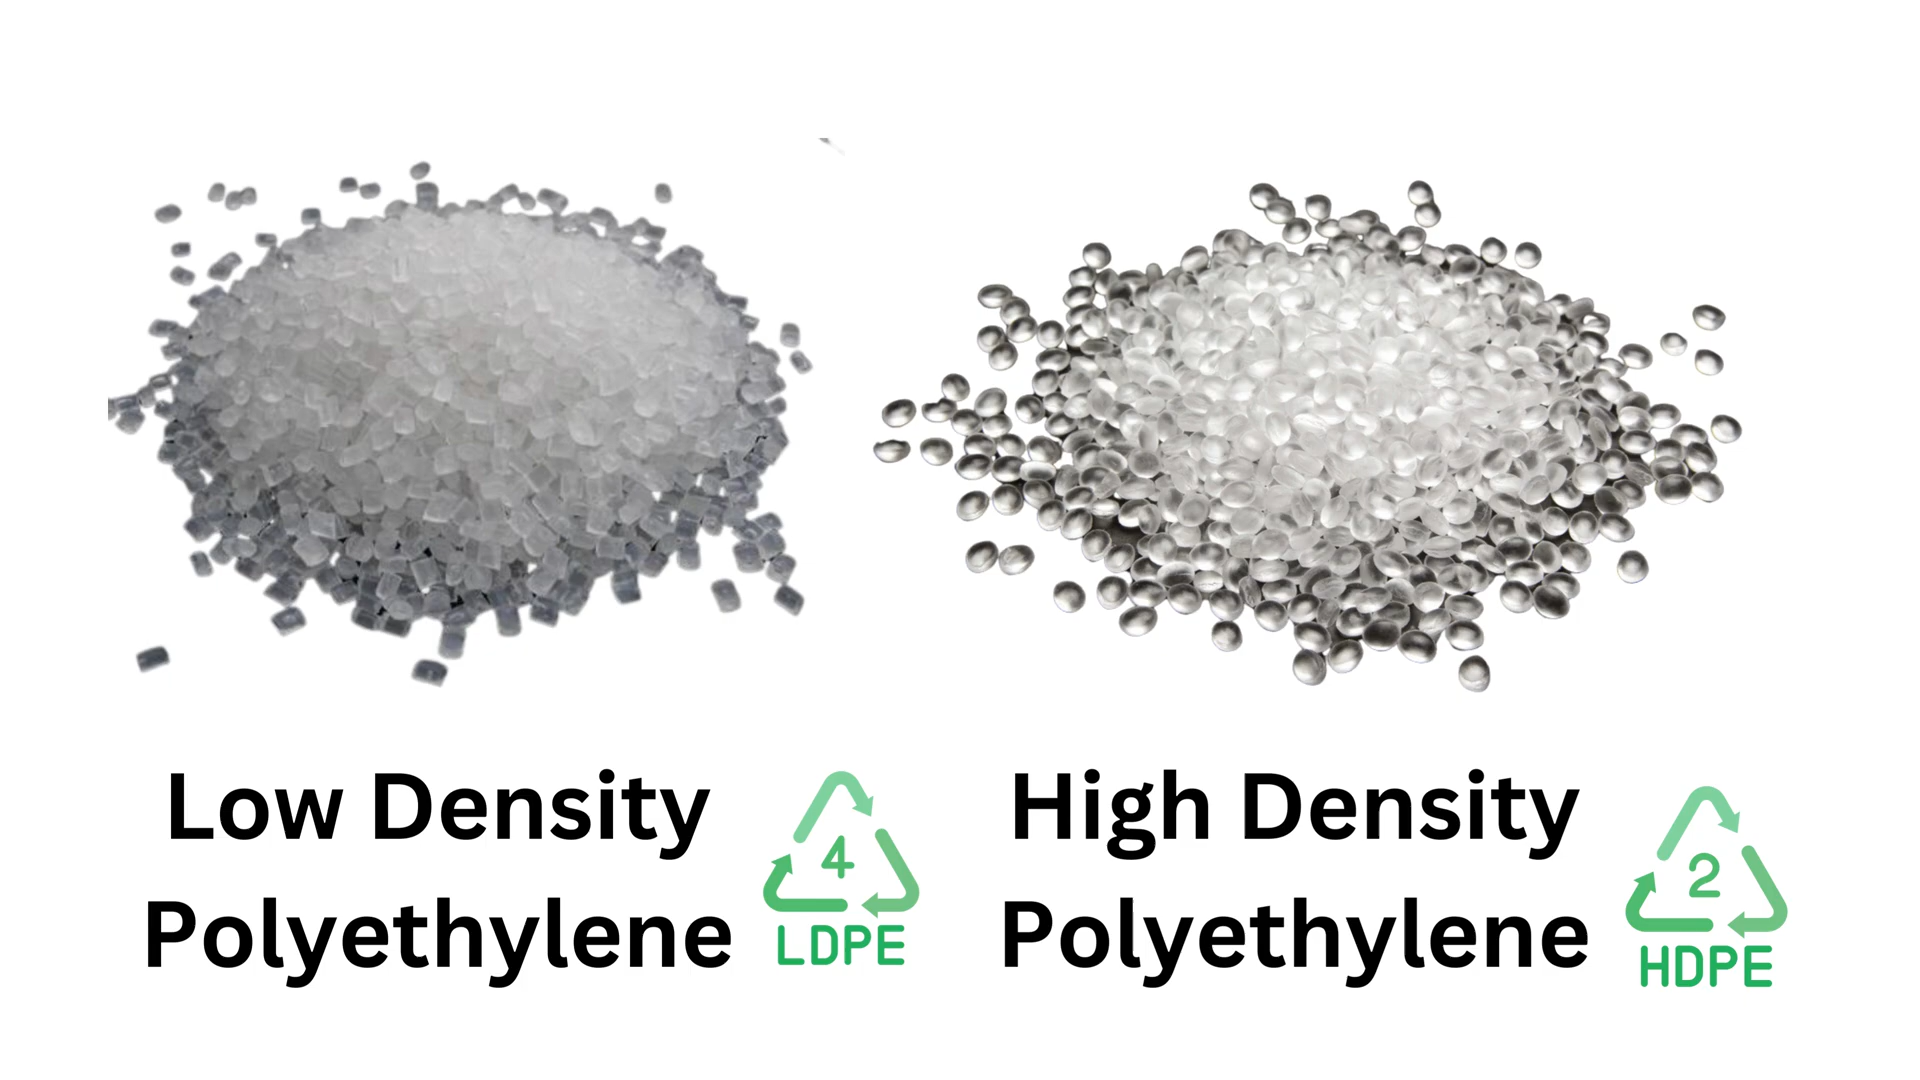 Low Density
Polyethylene
4
LDPE
High Density
Polyethylene
2
HDPE